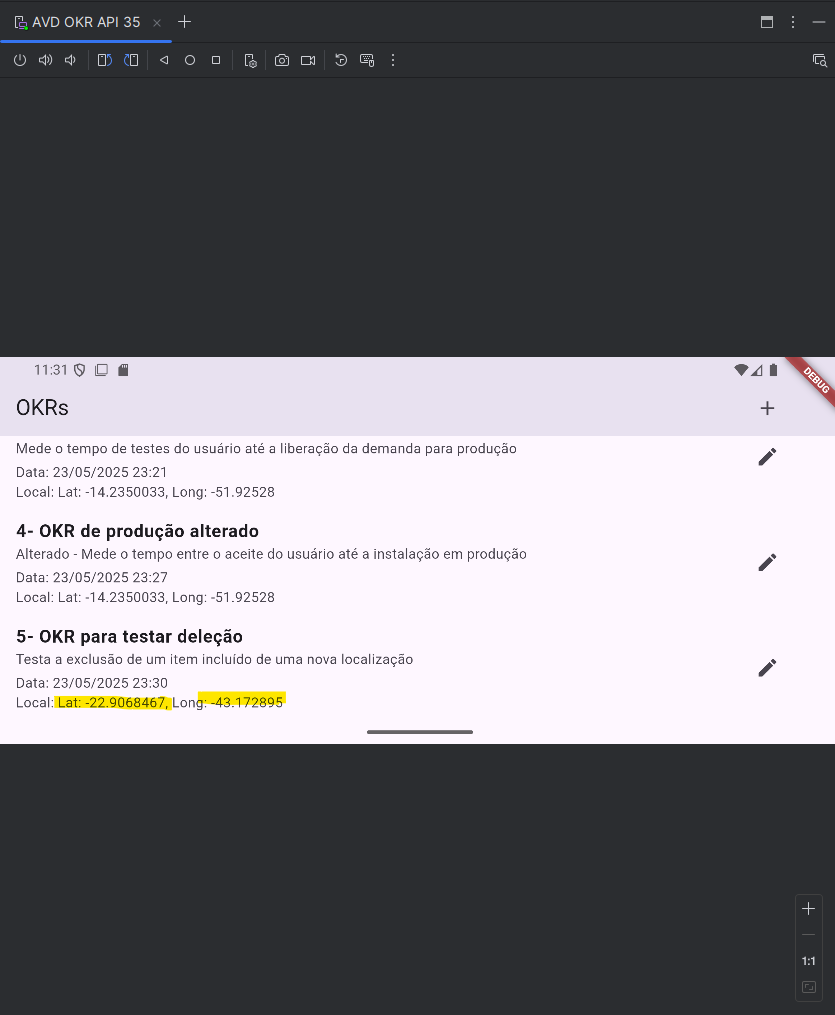 AVD OKR API 35
11:31
DEBUG
OKRs
Mede o tempo de testes do usuário até a liberação da demanda para produção
Data: 23/05/2025 23:21
Local: Lat: -14.2350033, Long: -51.92528
4- OKR de produção alterado
Alterado - Mede o tempo entre o aceite do usuário até a instalação em produção
Data: 23/05/2025 23:27
Local: Lat: -14.2350033, Long: -51.92528
5- OKR para testar deleção
Testa a exclusão de um item incluído de uma nova localização
Data: 23/05/2025 23:30
Local: Lat: -22.9068467, Long: -43.172895
1:1